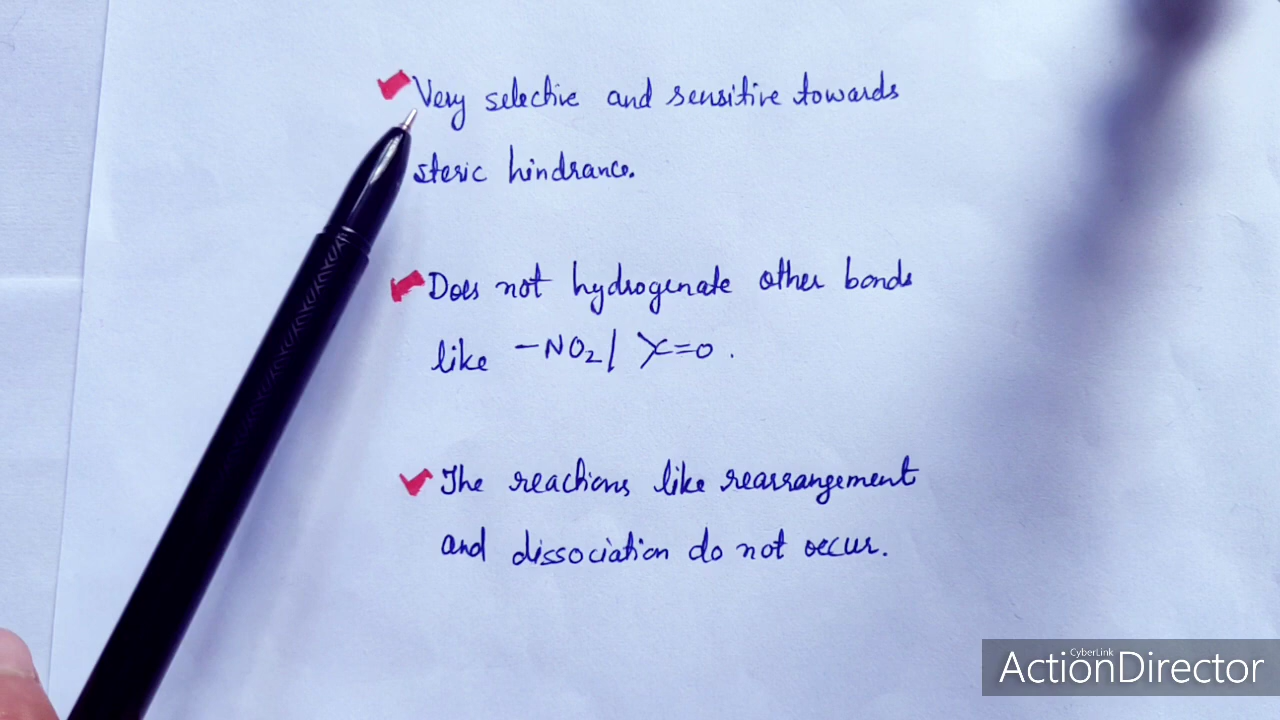 Very selective and sensitive towards
steric hindrance.
Does not hydrogenate other bonds
like -NO₂/ >C=O.
The reactions like rearrangement
and dissociation do not occur.
CyberLink
ActionDirector